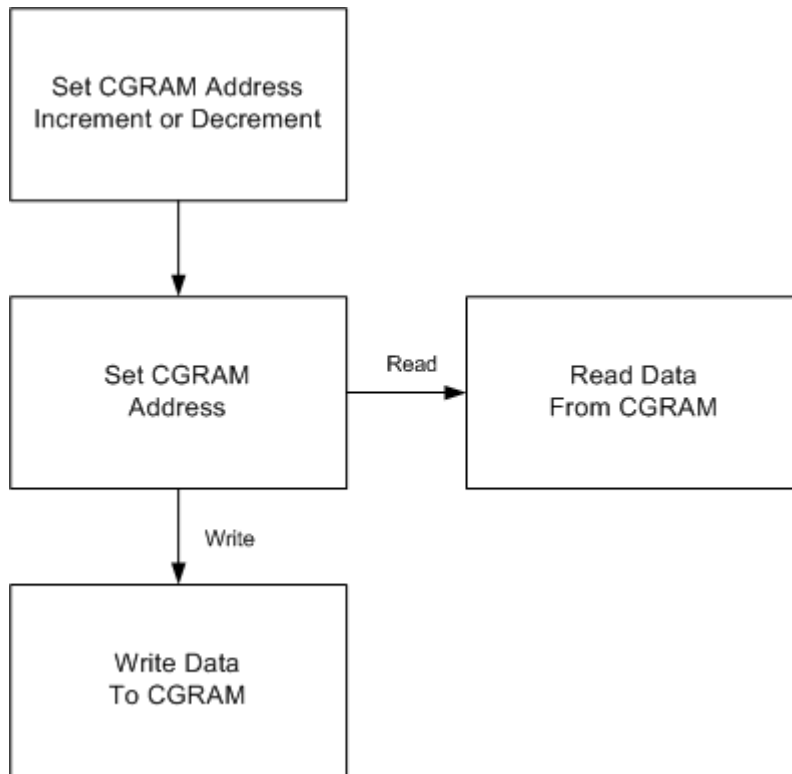 Set CGRAM Address
Increment or Decrement
Set CGRAM
Address
Read
Read Data
From CGRAM
Write
Write Data
To CGRAM